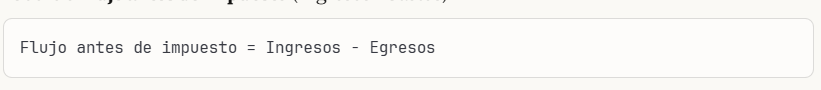 Flujo antes de impuesto = Ingresos - Egresos